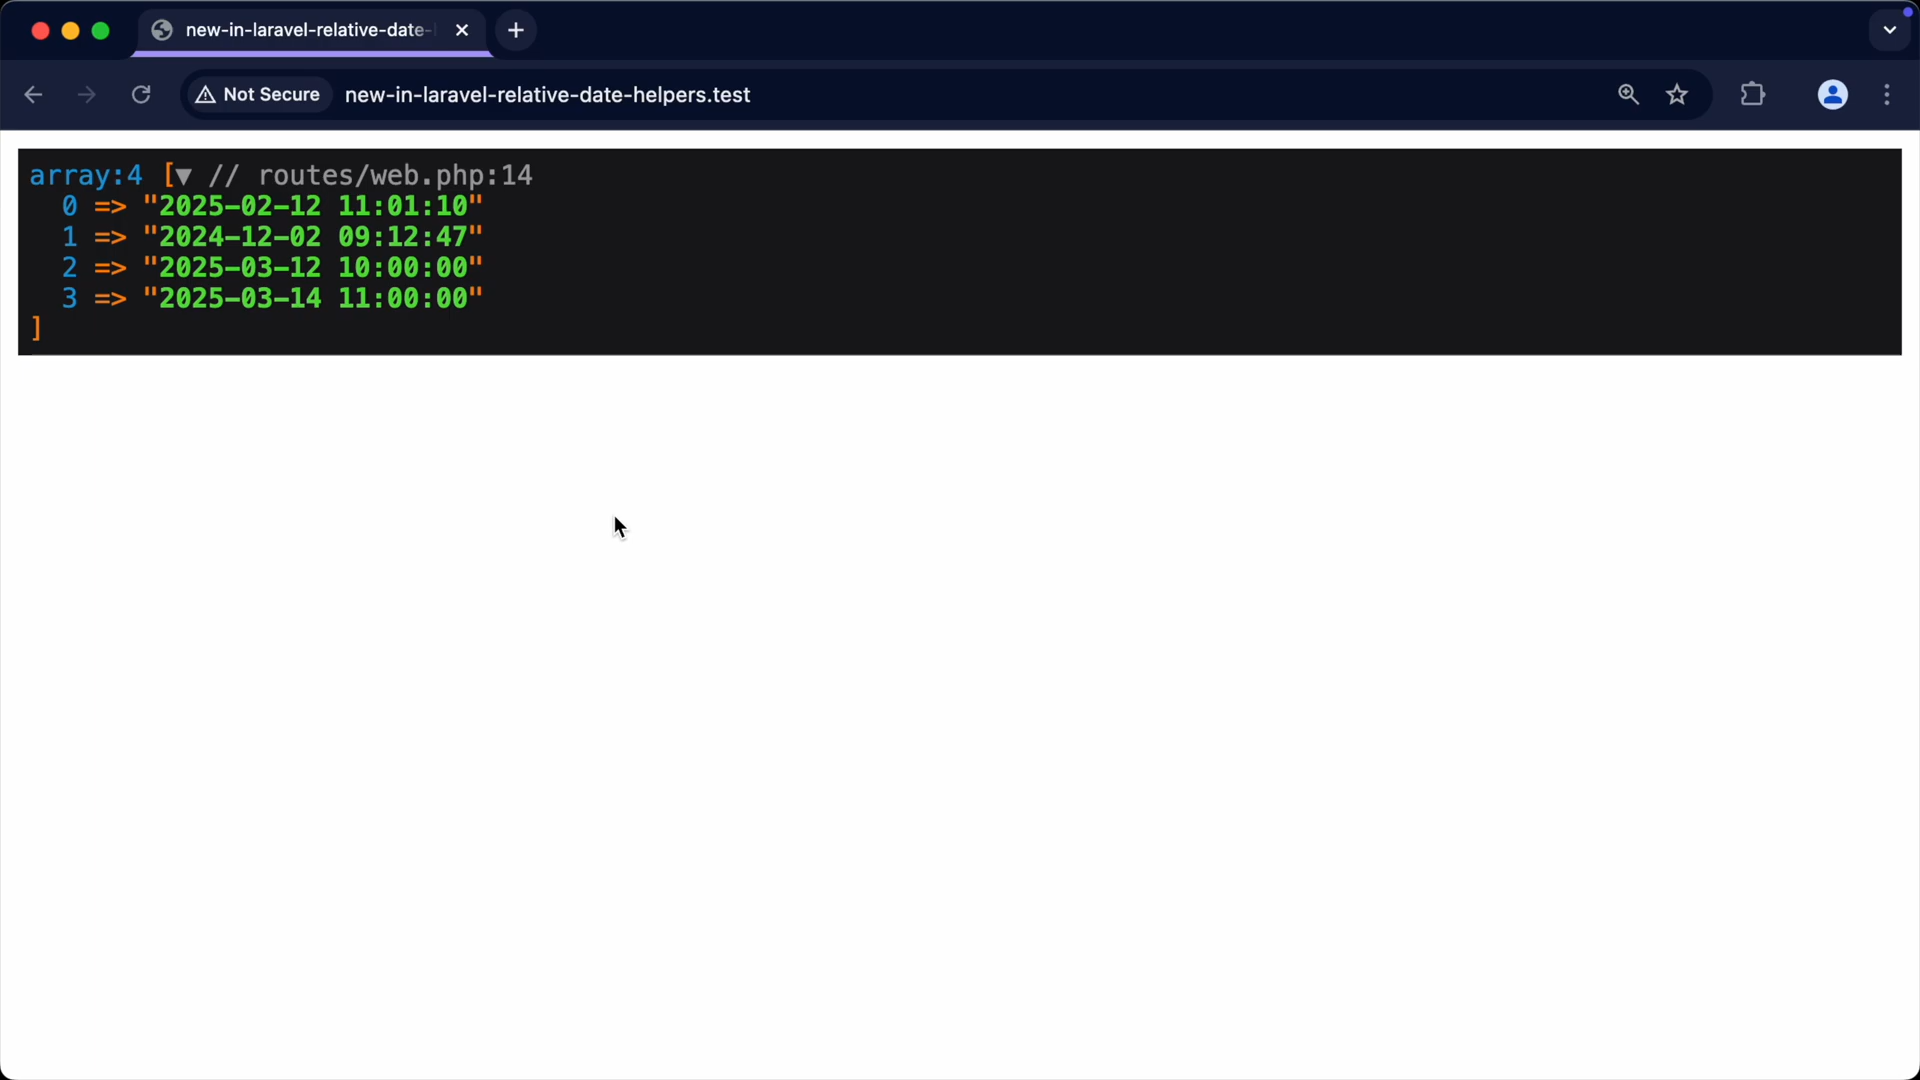 new-in-laravel-relative-date-
Not Secure new-in-laravel-relative-date-helpers.test
array:4 [▼ // routes/web.php:14
0 => "2025-02-12 11:01:10"
1 => "2024-12-02 09:12:47"
2 => "2025-03-12 10:00:00"
3 => "2025-03-14 11:00:00"
]